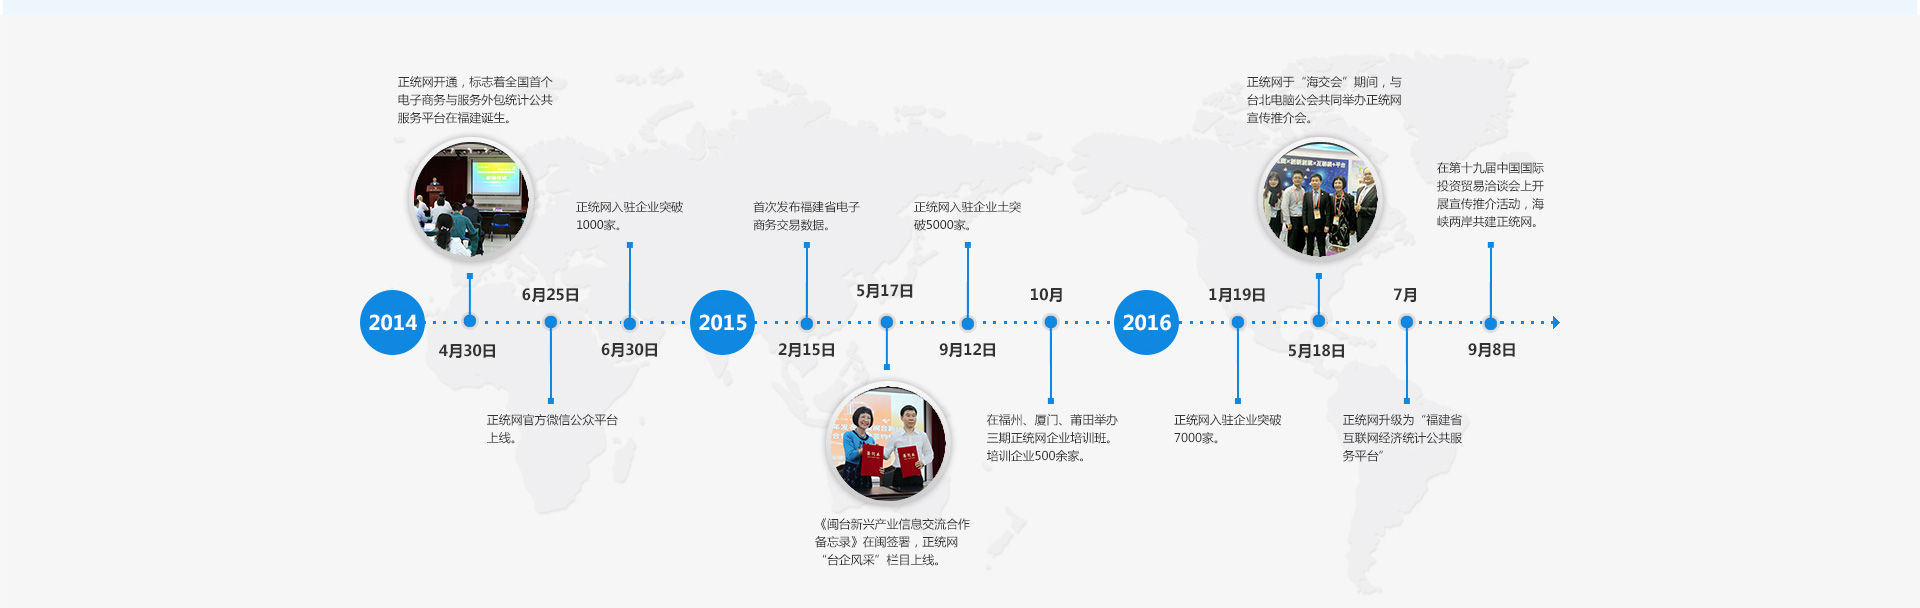 正统网开通，标志着全国首个
电子商务与服务外包统计公共
服务平台在福建诞生。
正统网入驻企业突破
1000家。
首次发布福建省电子
商务交易数据。
正统网入驻企业土突
破5000家。
正统网于“海交会”期间，与
台北电脑公会共同举办正统网
宣传推介会。
在第十九届中国国际
投资贸易洽谈会上开
展宣传推介活动，海
峡两岸共建正统网。
2014
4月30日
6月25日
6月30日
2015
2月15日
5月17日
9月12日
10月
2016
1月19日
5月18日
7月
9月8日
正统网官方微信公众平台
上线。
《闽台新兴产业信息交流合作
备忘录》在闽签署，正统网
“台企风采”栏目上线。
在福州、厦门、莆田举办
三期正统网企业培训班。
培训企业500余家。
正统网入驻企业突破
7000家。
正统网升级为“福建省
互联网经济统计公共服
务平台”